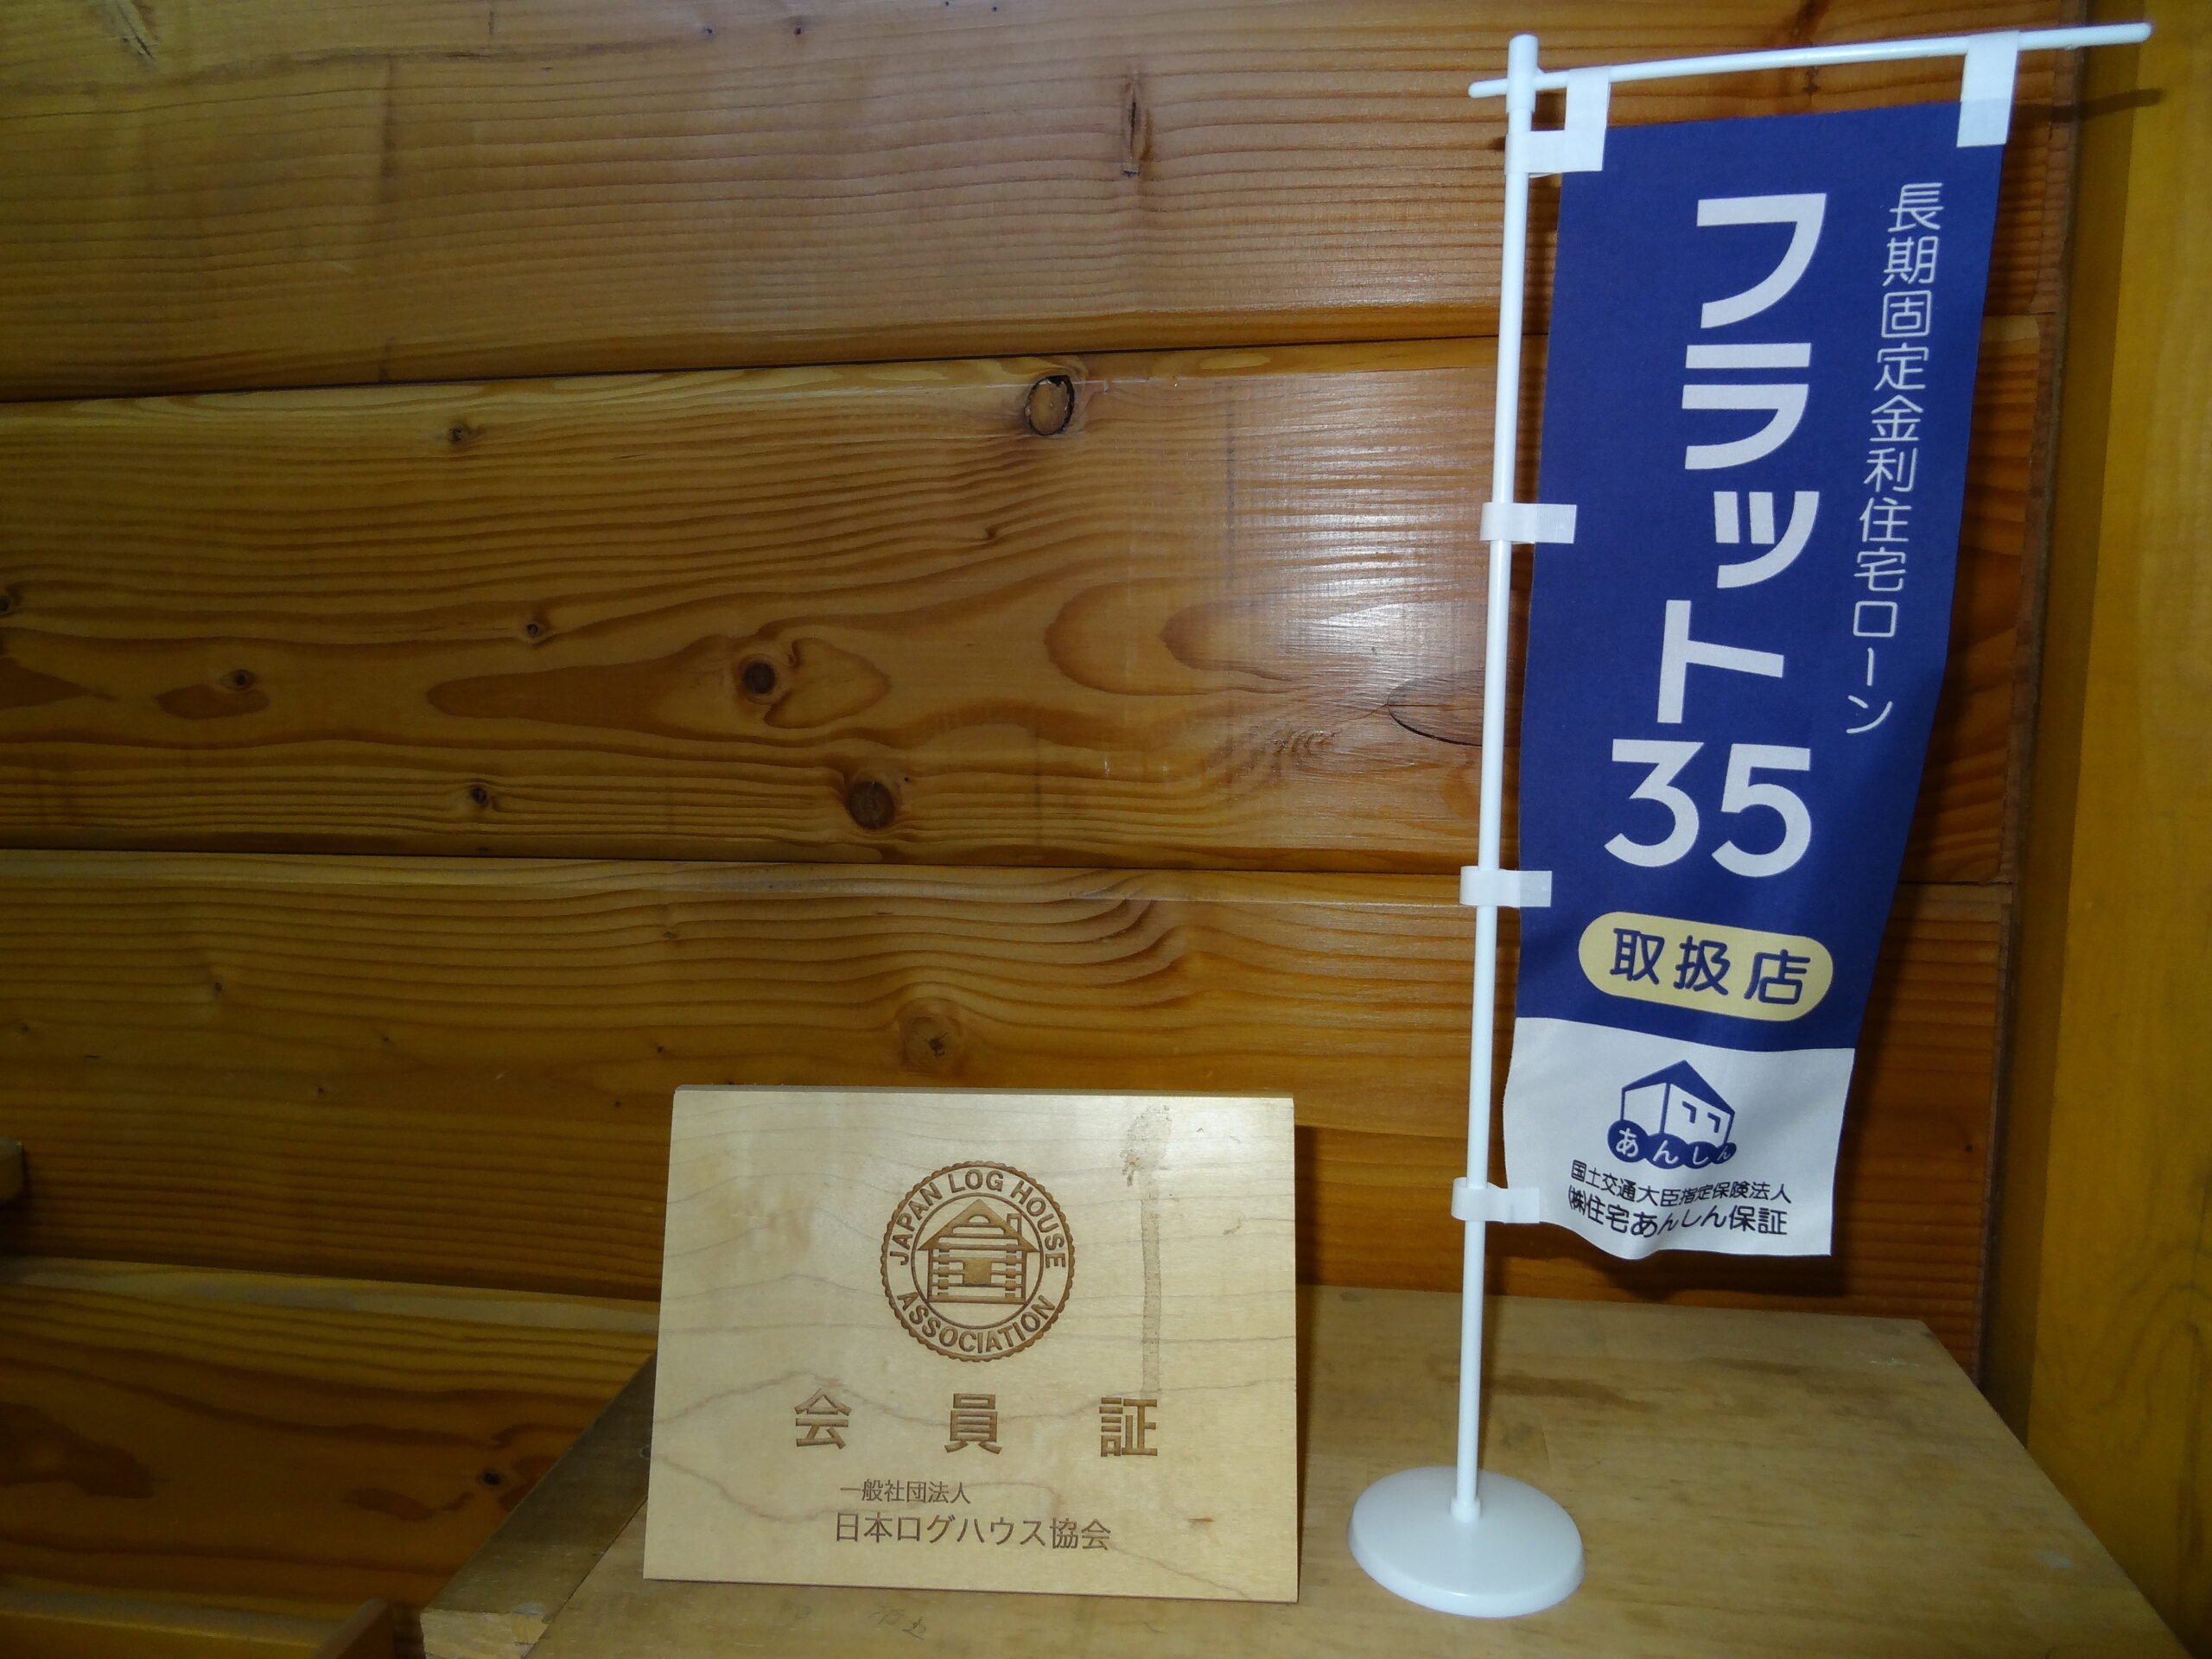 JAPAN LOG HOUSE
ASSOCIATION
会員証
一般社団法人
日本ログハウス協会
長期固定金利住宅ローン
フラット35
取扱店
あんしん
国土交通大臣指定保険法人
㈱住宅あんしん保証